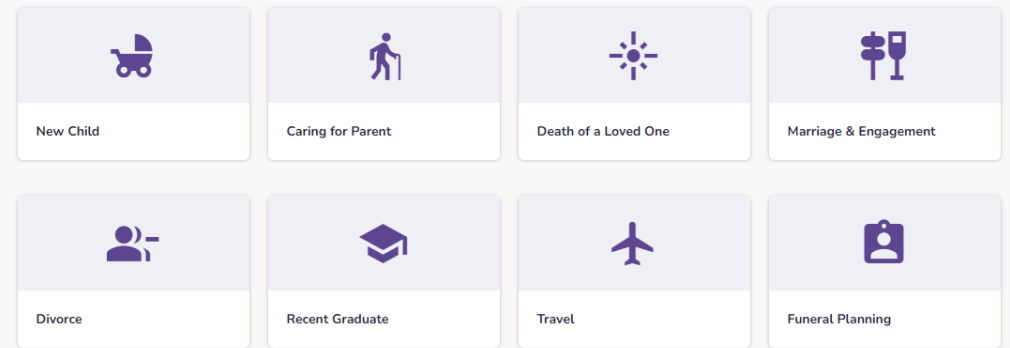 New Child
Caring for Parent
Death of a Loved One
Marriage & Engagement
Divorce
Recent Graduate
Travel
Funeral Planning